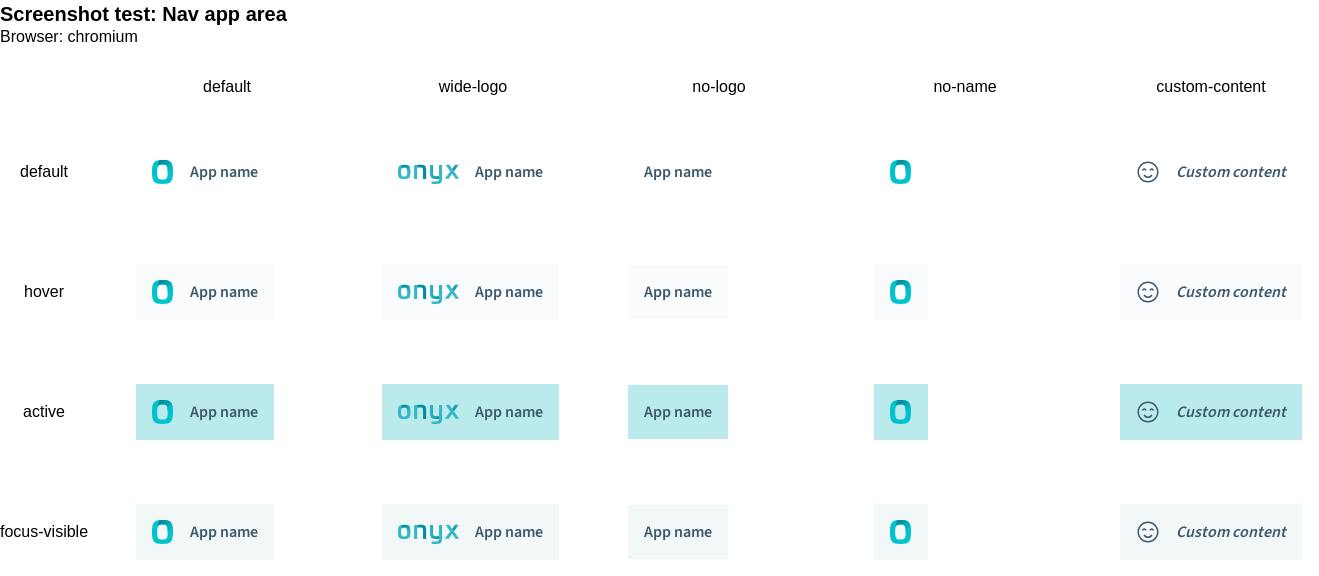 Screenshot test: Nav app area
Browser: chromium
default wide-logo no-logo no-name custom-content
default App name onyx App name App name Custom content
hover App name onyx App name App name Custom content
active App name onyx App name App name Custom content
focus-visible App name onyx App name App name Custom content